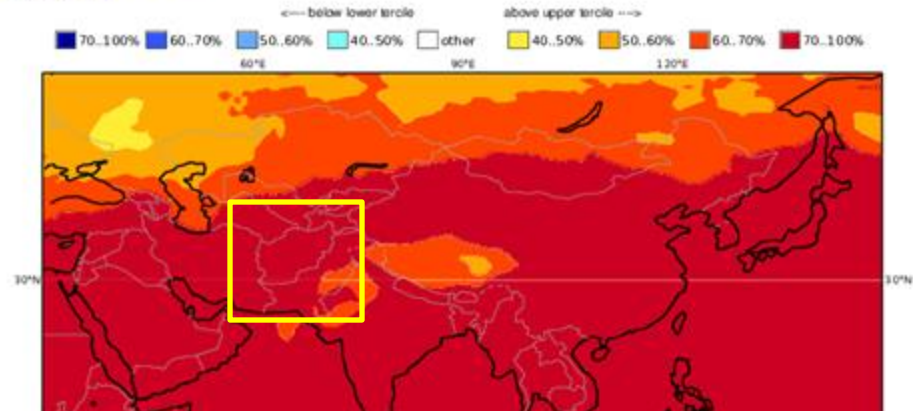 <---- below lower tercile
above upper tercile ---->
70..100% 60..70% 50..60% 40..50% other 40..50% 50..60% 60..70% 70..100%
60°E 90°E 120°E
30°N 30°N